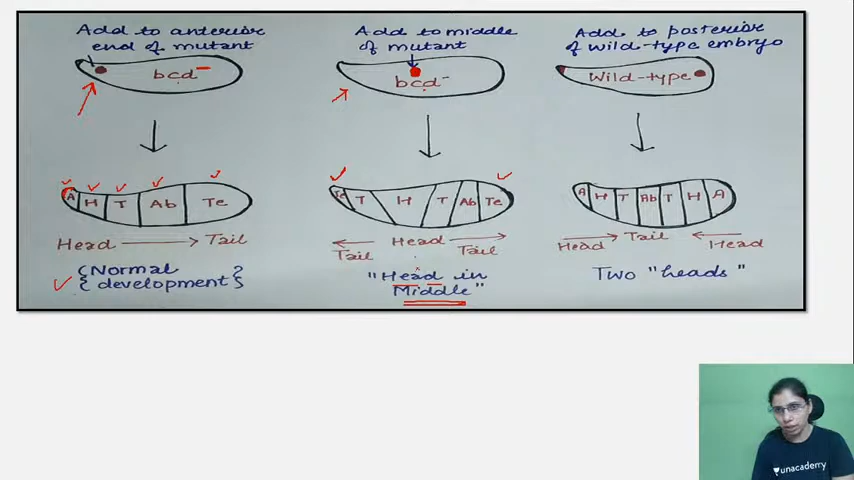 Add to anterior
end of mutant
bcd⁻
A H T Ab Te
Head → Tail
{Normal }
{ development}
Add to middle
of mutant
bcd⁻
Te T H T Ab Te
← Head →
Tail Tail
"Head in
Middle"
Add to posterior
of wild-type embryo
Wild-type
A H T Ab T H A
Head → Tail ← Head
Two "heads"
unacademy